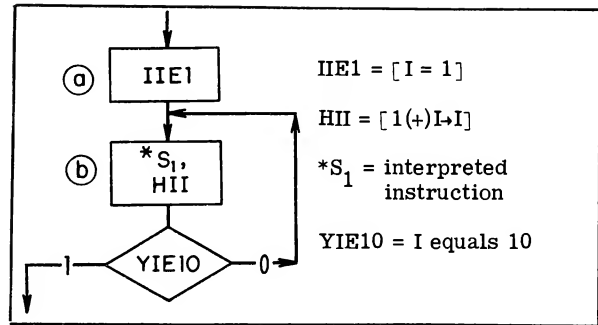 a
IIE1
b
*S₁,
HII
YIE10
1
0
IIE1 = [I = 1]
HII = [1(+)I→I]
*S₁ = interpreted
instruction
YIE10 = I equals 10